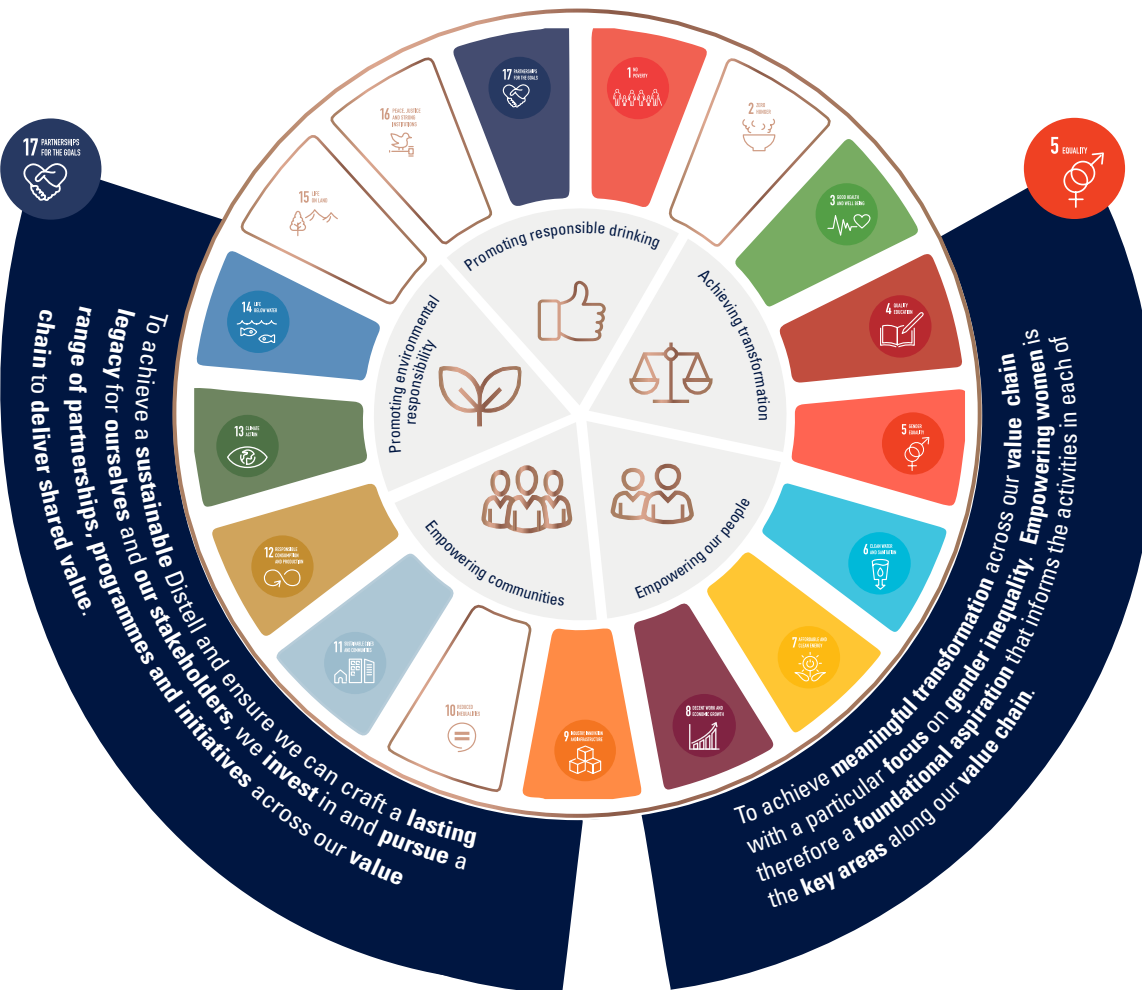 17 PARTNERSHIPS
FOR THE GOALS
1 NO
POVERTY
2 ZERO
HUNGER
3 GOOD HEALTH
AND WELL-BEING
4 QUALITY
EDUCATION
5 GENDER
EQUALITY
6 CLEAN WATER
AND SANITATION
7 AFFORDABLE AND
CLEAN ENERGY
8 DECENT WORK AND
ECONOMIC GROWTH
9 INDUSTRY, INNOVATION
AND INFRASTRUCTURE
10 REDUCED
INEQUALITIES
11 SUSTAINABLE CITIES
AND COMMUNITIES
12 RESPONSIBLE
CONSUMPTION
AND PRODUCTION
13 CLIMATE
ACTION
14 LIFE
BELOW WATER
15 LIFE
ON LAND
16 PEACE, JUSTICE
AND STRONG
INSTITUTIONS
Promoting responsible drinking
Achieving transformation
Empowering our people
Empowering communities
Promoting environmental
responsibility
17 PARTNERSHIPS
FOR THE GOALS
To achieve a sustainable Distell and ensure we can craft a lasting
legacy for ourselves and our stakeholders, we invest in and pursue a
range of partnerships, programmes and initiatives across our value
chain to deliver shared value.
5 EQUALITY
To achieve meaningful transformation across our value chain
with a particular focus on gender inequality. Empowering women is
therefore a foundational aspiration that informs the activities in each of
the key areas along our value chain.